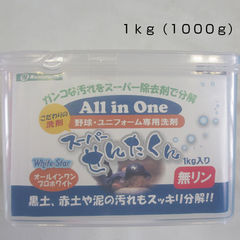 1kg (1000g)
ガンコな汚れをスーパー除去剤で分解
こだわりの
洗剤
All in One
野球・ユニフォーム専用洗剤
スーパー
せんたくくん
White-Star
1kg入り
オールインワン
プロホワイト
無リン
黒土、赤土や泥の汚れもスッキリ分解!!